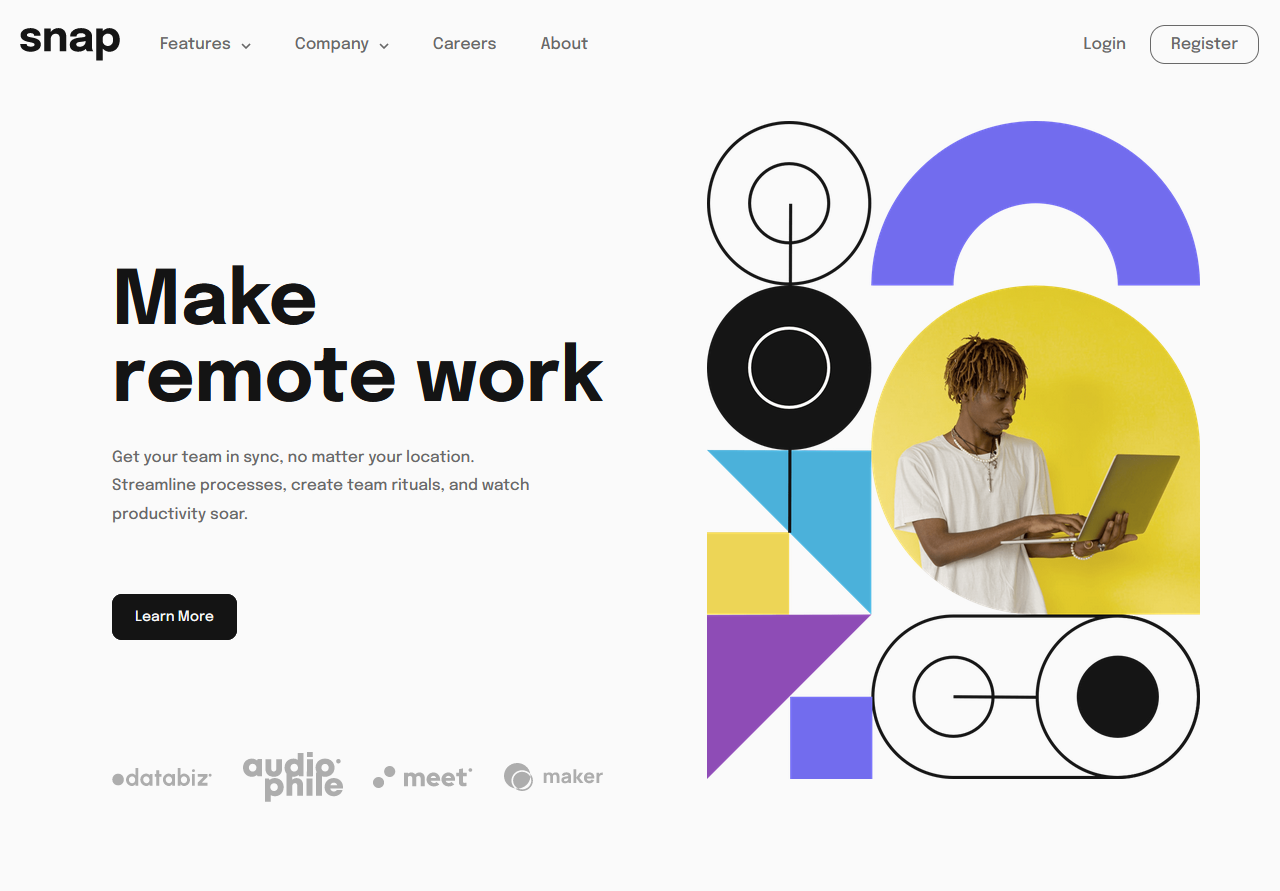 snap
Features
Company
Careers
About
Login
Register
Make
remote work
Get your team in sync, no matter your location.
Streamline processes, create team rituals, and watch
productivity soar.
Learn More
databiz
audiophile
meet
maker